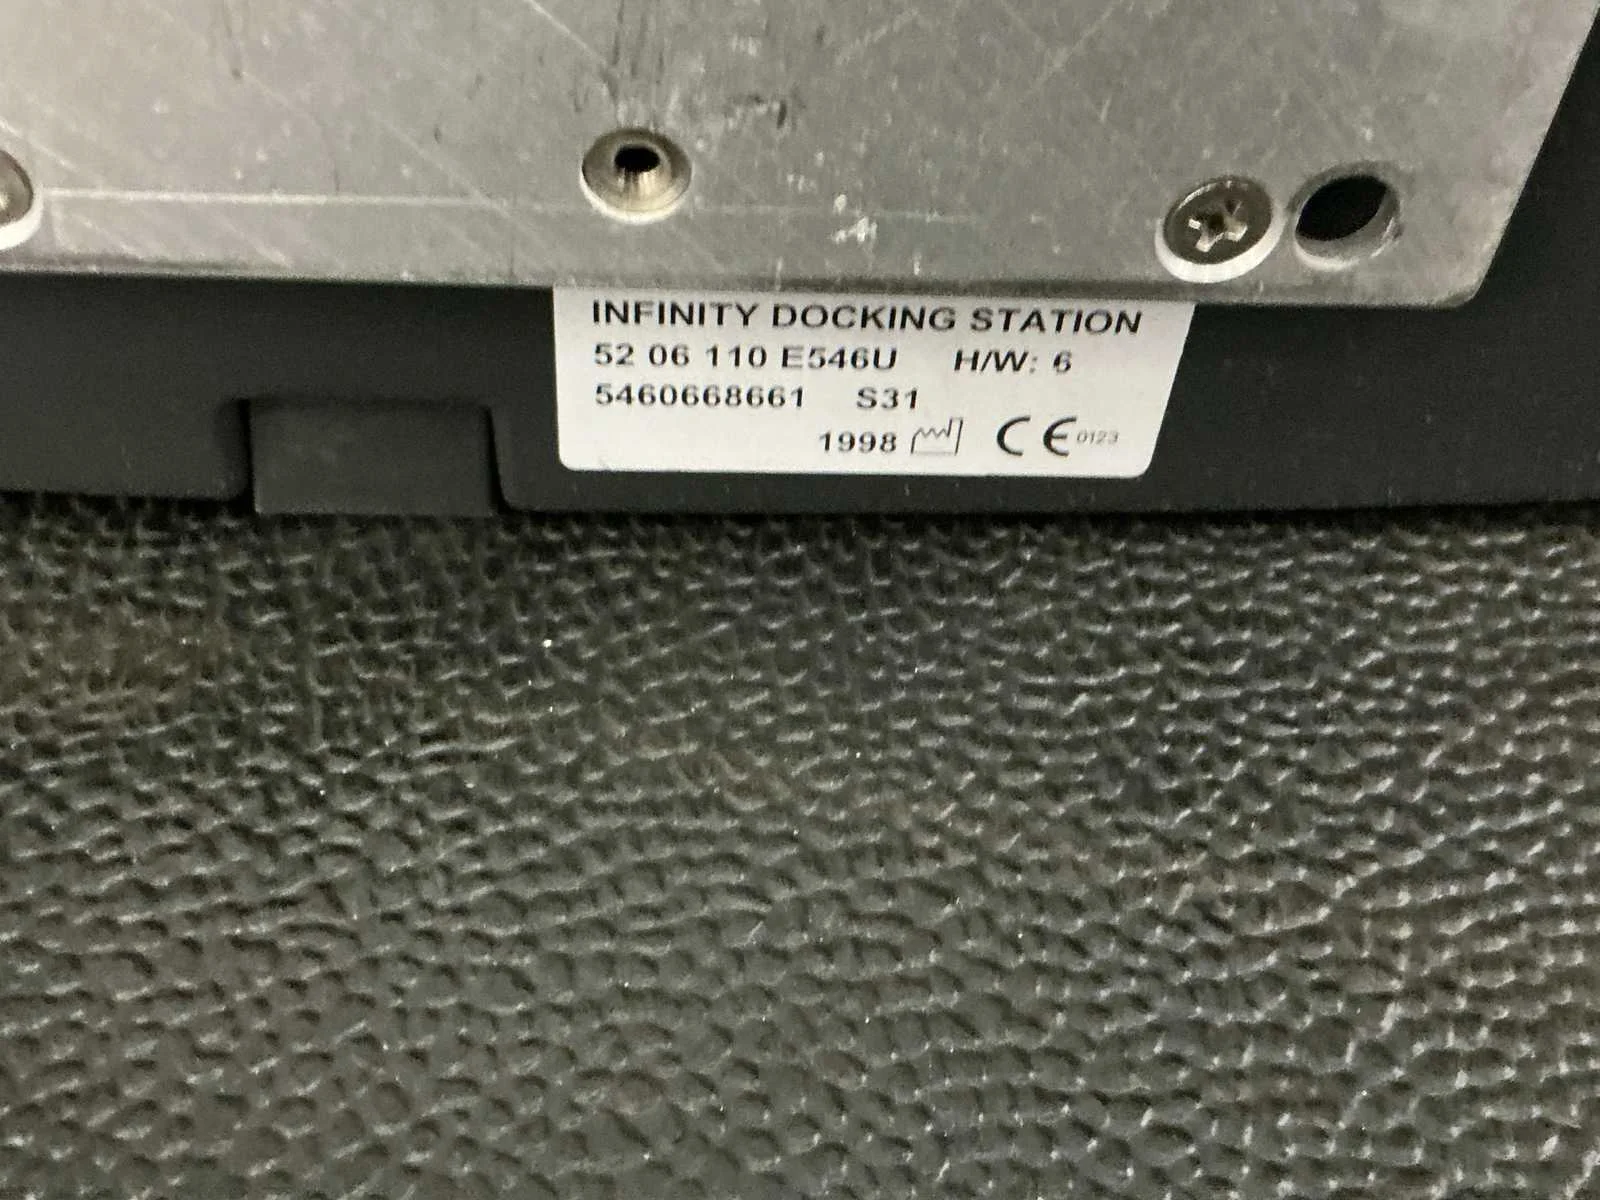 INFINITY DOCKING STATION
52 06 110 E546U H/W: 6
5460668661 S31
1998 CE 0123